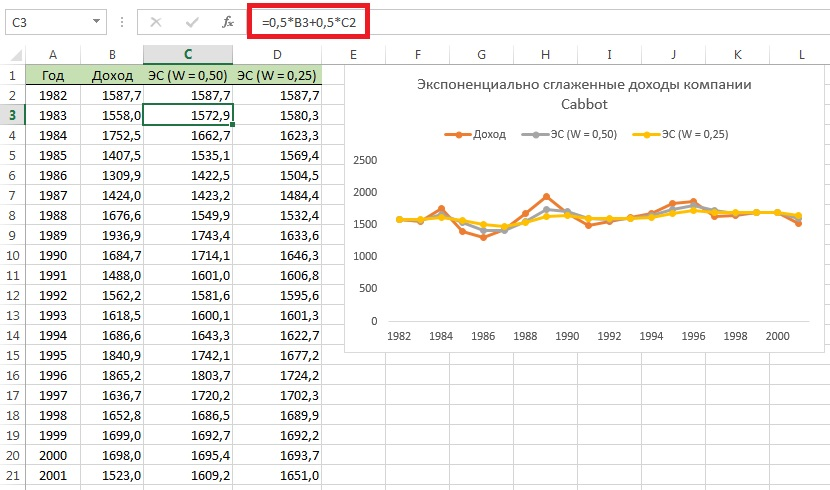 C3 fx =0,5*B3+0,5*C2
A B C D E F G H I J K L
1 Год Доход ЭС (W = 0,50) ЭС (W = 0,25)
2 1982 1587,7 1587,7 1587,7
3 1983 1558,0 1572,9 1580,3
4 1984 1752,5 1662,7 1623,3
5 1985 1407,5 1535,1 1569,4
6 1986 1309,9 1422,5 1504,5
7 1987 1424,0 1423,2 1484,4
8 1988 1676,6 1549,9 1532,4
9 1989 1936,9 1743,4 1633,6
10 1990 1684,7 1714,1 1646,3
11 1991 1488,0 1601,0 1606,8
12 1992 1562,2 1581,6 1595,6
13 1993 1618,5 1600,1 1601,3
14 1994 1686,6 1643,3 1622,7
15 1995 1840,9 1742,1 1677,2
16 1996 1865,2 1803,7 1724,2
17 1997 1636,7 1720,2 1702,3
18 1998 1652,8 1686,5 1689,9
19 1999 1699,0 1692,7 1692,2
20 2000 1698,0 1695,4 1693,7
21 2001 1523,0 1609,2 1651,0
Экспоненциально сглаженные доходы компании
Cabbot
Доход ЭС (W = 0,50) ЭС (W = 0,25)
2500
2000
1500
1000
500
0
1982 1984 1986 1988 1990 1992 1994 1996 1998 2000